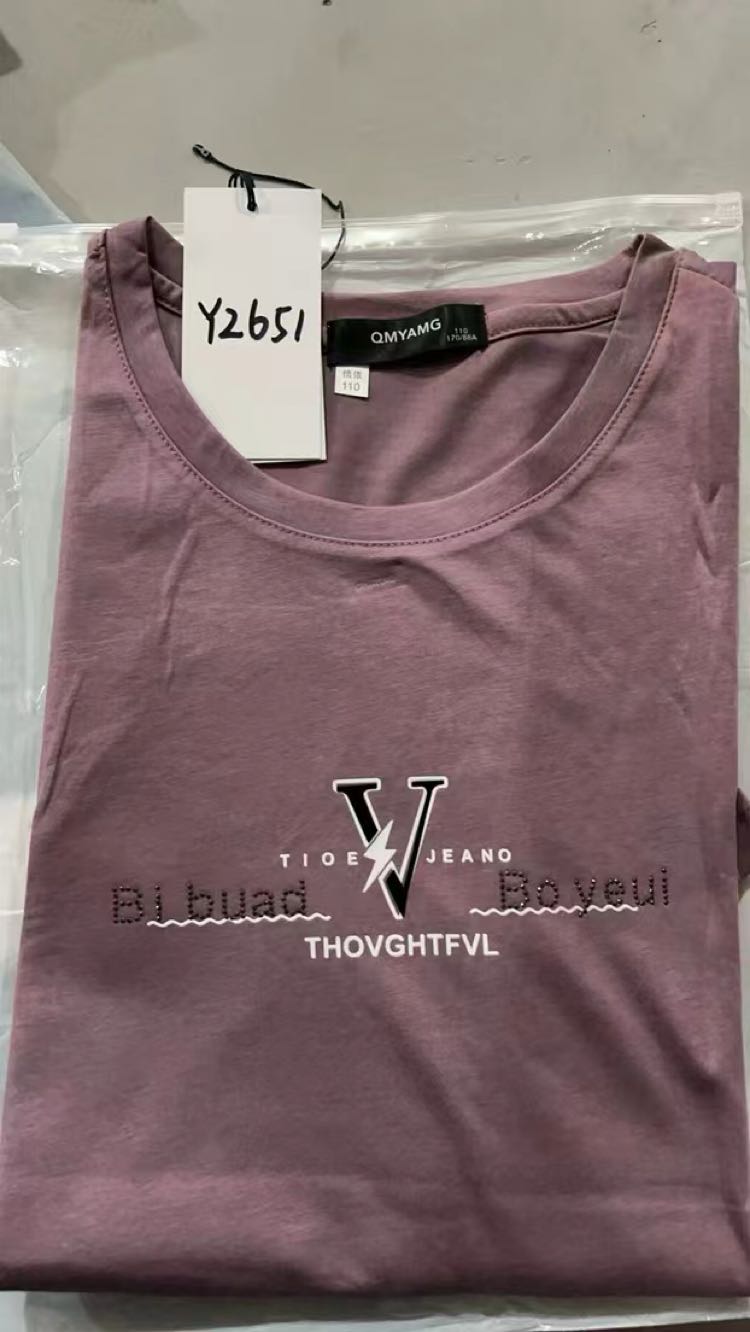 Y2651
QMYAMG
110
170/88A
110
V
TIOE JEANO
Bi buad Bo yeui
THOVGHTFVL